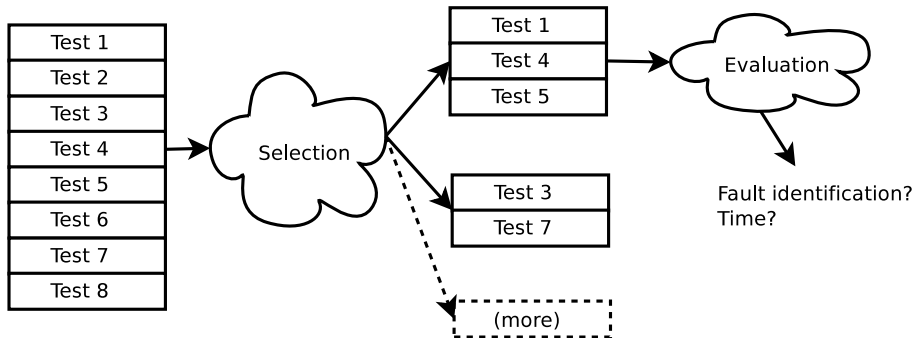 Test 1
Test 2
Test 3
Test 4
Test 5
Test 6
Test 7
Test 8
Selection
Test 1
Test 4
Test 5
Test 3
Test 7
(more)
Evaluation
Fault identification?
Time?